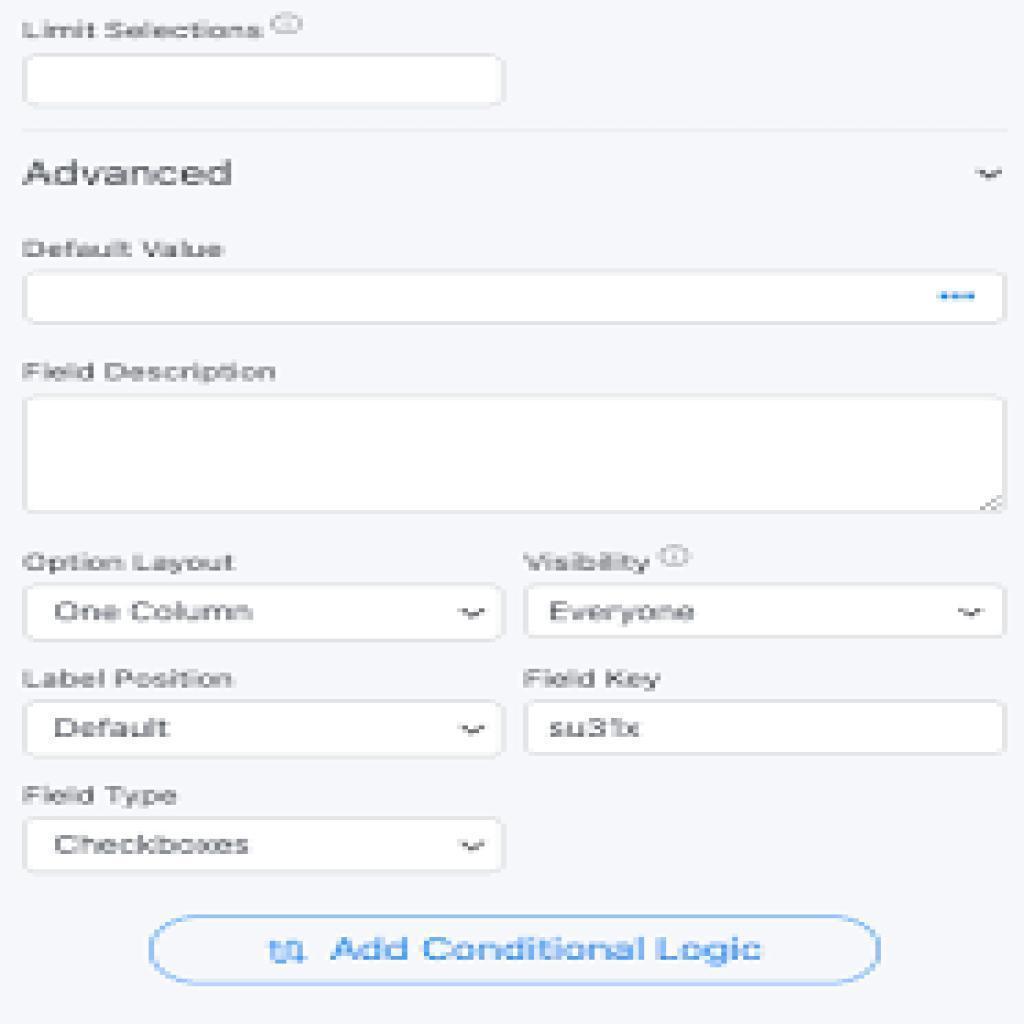 Limit Selections
Advanced
Default Value
Field Description
Option Layout
Visibility
One Column
Everyone
Label Position
Field Key
Default
su31x
Field Type
Checkboxes
Add Conditional Logic